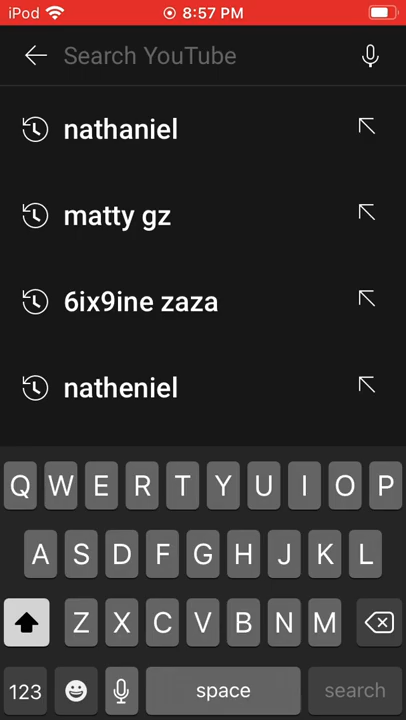 iPod 8:57 PM
Search YouTube
nathaniel
matty gz
6ix9ine zaza
natheniel
Q W E R T Y U I O P
A S D F G H J K L
Z X C V B N M
123 space search